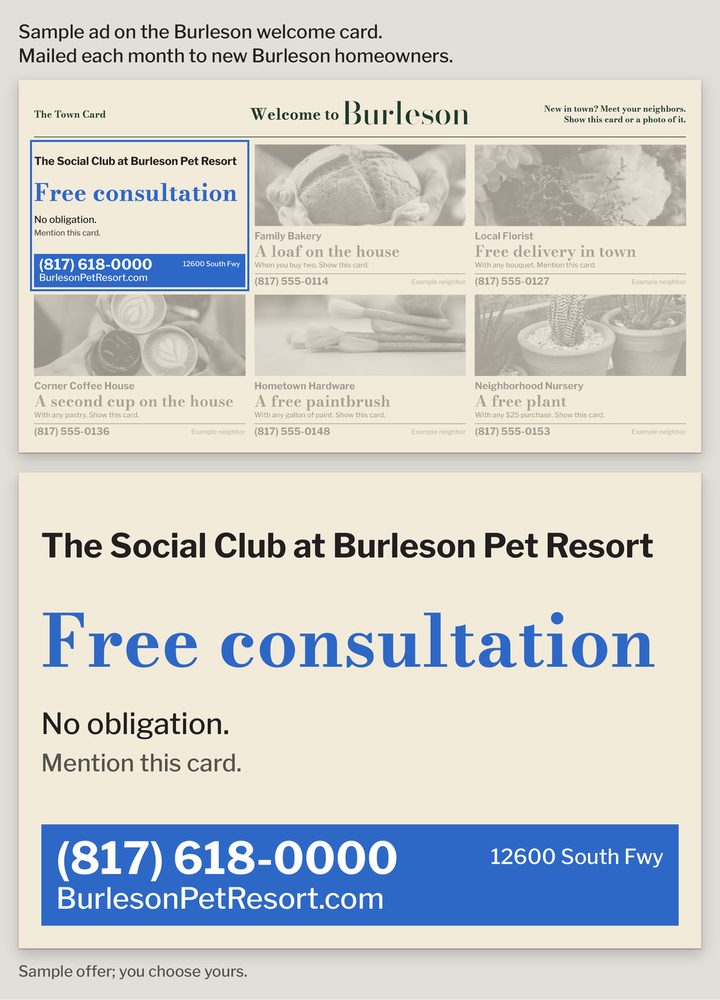 Sample ad on the Burleson welcome card.
Mailed each month to new Burleson homeowners.
The Town Card
Welcome to Burleson
New in town? Meet your neighbors.
Show this card or a photo of it.
The Social Club at Burleson Pet Resort
Free consultation
No obligation.
Mention this card.
(817) 618-0000
12600 South Fwy
BurlesonPetResort.com
Family Bakery
A loaf on the house
When you buy two. Show this card.
(817) 555-0114
Example neighbor
Local Florist
Free delivery in town
With any bouquet. Mention this card.
(817) 555-0127
Example neighbor
Corner Coffee House
A second cup on the house
With any pastry. Show this card.
(817) 555-0136
Example neighbor
Hometown Hardware
A free paintbrush
With any gallon of paint. Show this card.
(817) 555-0148
Example neighbor
Neighborhood Nursery
A free plant
With any $25 purchase. Show this card.
(817) 555-0153
Example neighbor
The Social Club at Burleson Pet Resort
Free consultation
No obligation.
Mention this card.
(817) 618-0000
12600 South Fwy
BurlesonPetResort.com
Sample offer; you choose yours.